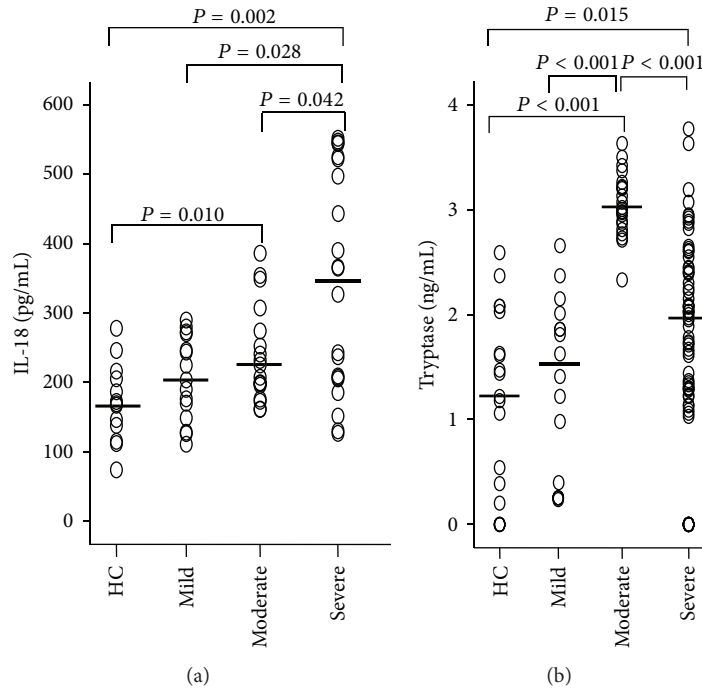 P = 0.002
P = 0.028
P = 0.042
P = 0.010
600
500
400
300
200
100
0
IL-18 (pg/mL)
HC
Mild
Moderate
Severe
(a)
P = 0.015
P < 0.001
P < 0.001
P < 0.001
4
3
2
1
0
Tryptase (ng/mL)
HC
Mild
Moderate
Severe
(b)